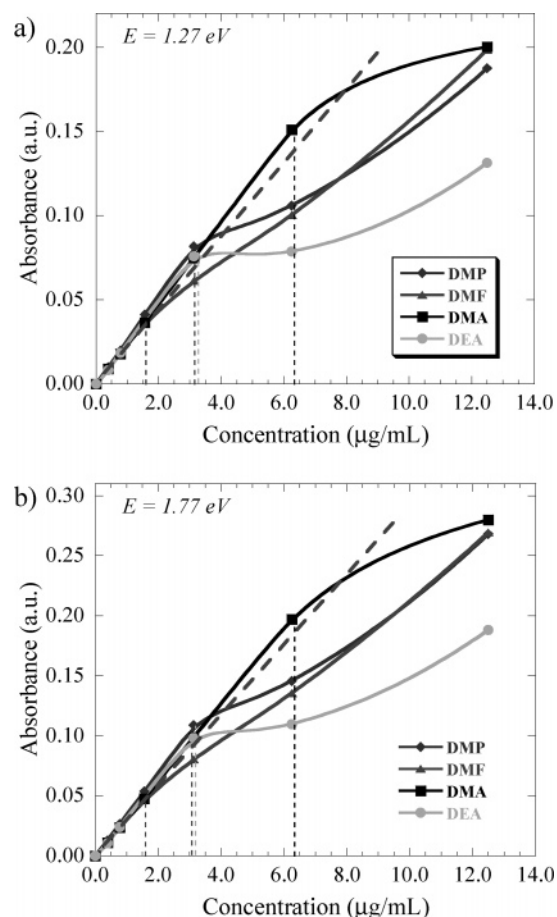 a)
E = 1.27 eV
0.20
0.15
0.10
0.05
0.00
Absorbance (a.u.)
DMP
DMF
DMA
DEA
0.0 2.0 4.0 6.0 8.0 10.0 12.0 14.0
Concentration (μg/mL)
b)
E = 1.77 eV
0.30
0.25
0.20
0.15
0.10
0.05
0.00
Absorbance (a.u.)
DMP
DMF
DMA
DEA
0.0 2.0 4.0 6.0 8.0 10.0 12.0 14.0
Concentration (μg/mL)